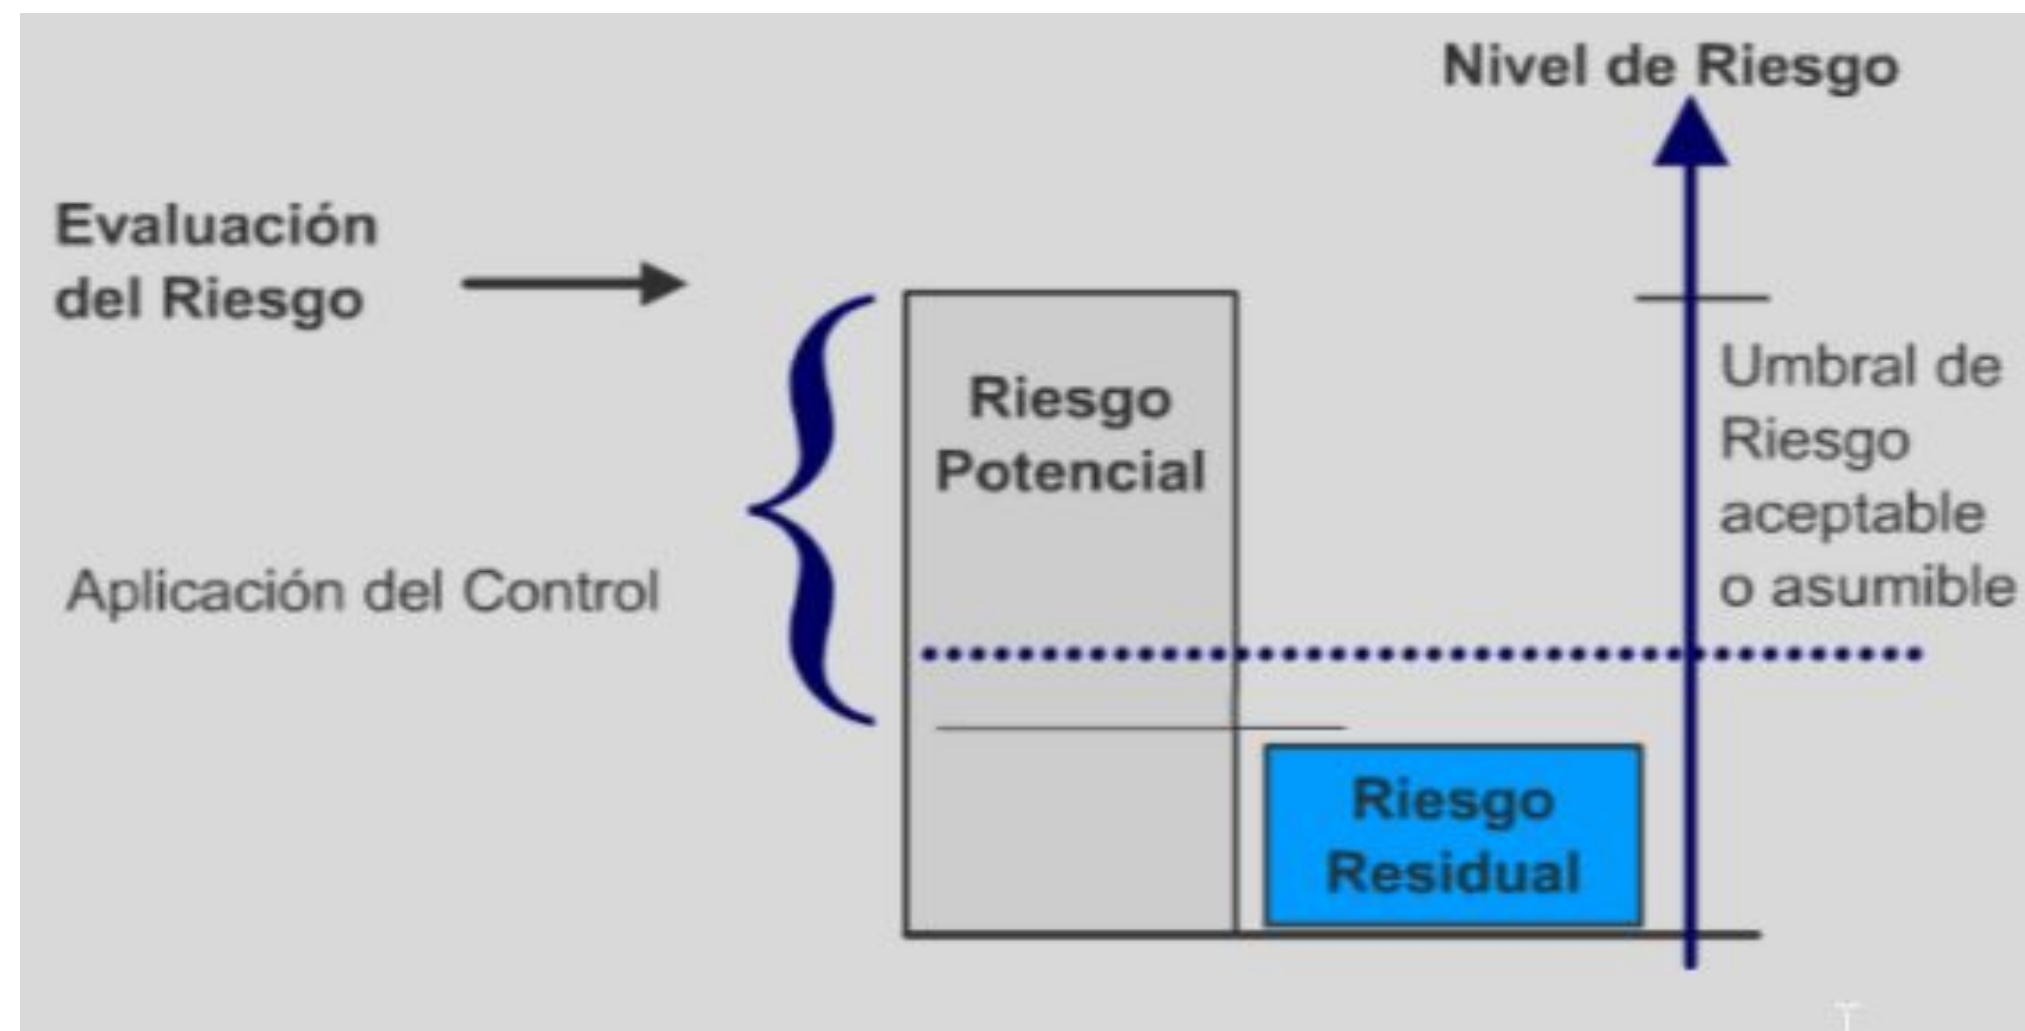 Nivel de Riesgo
Evaluación
del Riesgo
Riesgo
Potencial
Umbral de
Riesgo
aceptable
o asumible
Aplicación del Control
Riesgo
Residual